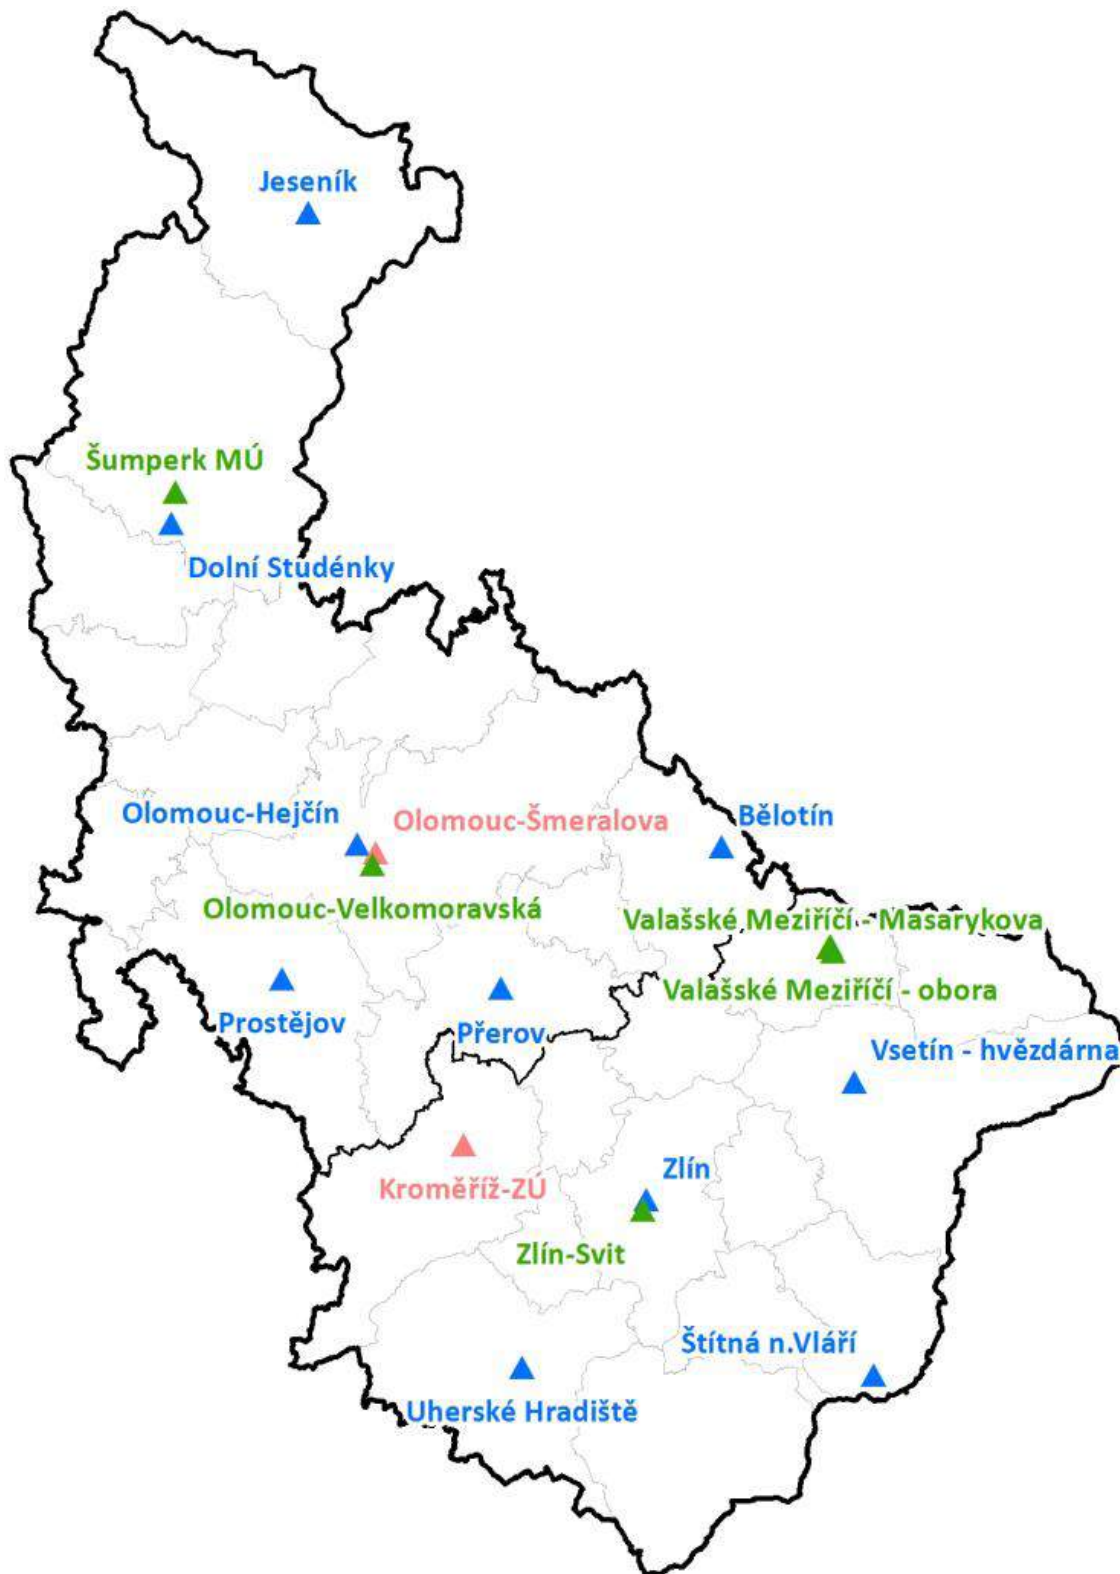 Jeseník
Šumperk MÚ
Dolní Studénky
Olomouc-Hejčín
Olomouc-Šmeralova
Bělotín
Olomouc-Velkomoravská
Valašské Meziříčí - Masarykova
Valašské Meziříčí - obora
Prostějov
Přerov
Vsetín - hvězdárna
Zlín
Kroměříž-ZÚ
Zlín-Svit
Štítná n.Vláří
Uherské Hradiště